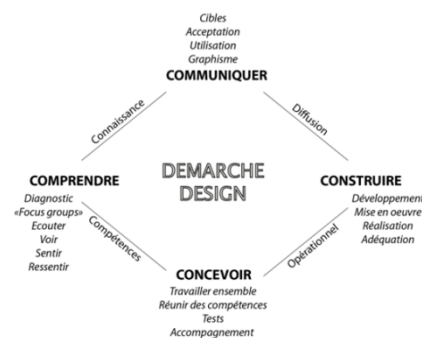 Cibles
Acceptation
Utilisation
Graphisme
COMMUNIQUER
Connaissance
Diffusion
DEMARCHE
DESIGN
COMPRENDRE
Diagnostic
«Focus groups»
Ecouter
Voir
Sentir
Ressentir
CONSTRUIRE
Développement
Mise en oeuvre
Réalisation
Adéquation
Compétences
Opérationnel
CONCEVOIR
Travailler ensemble
Réunir des compétences
Tests
Accompagnement